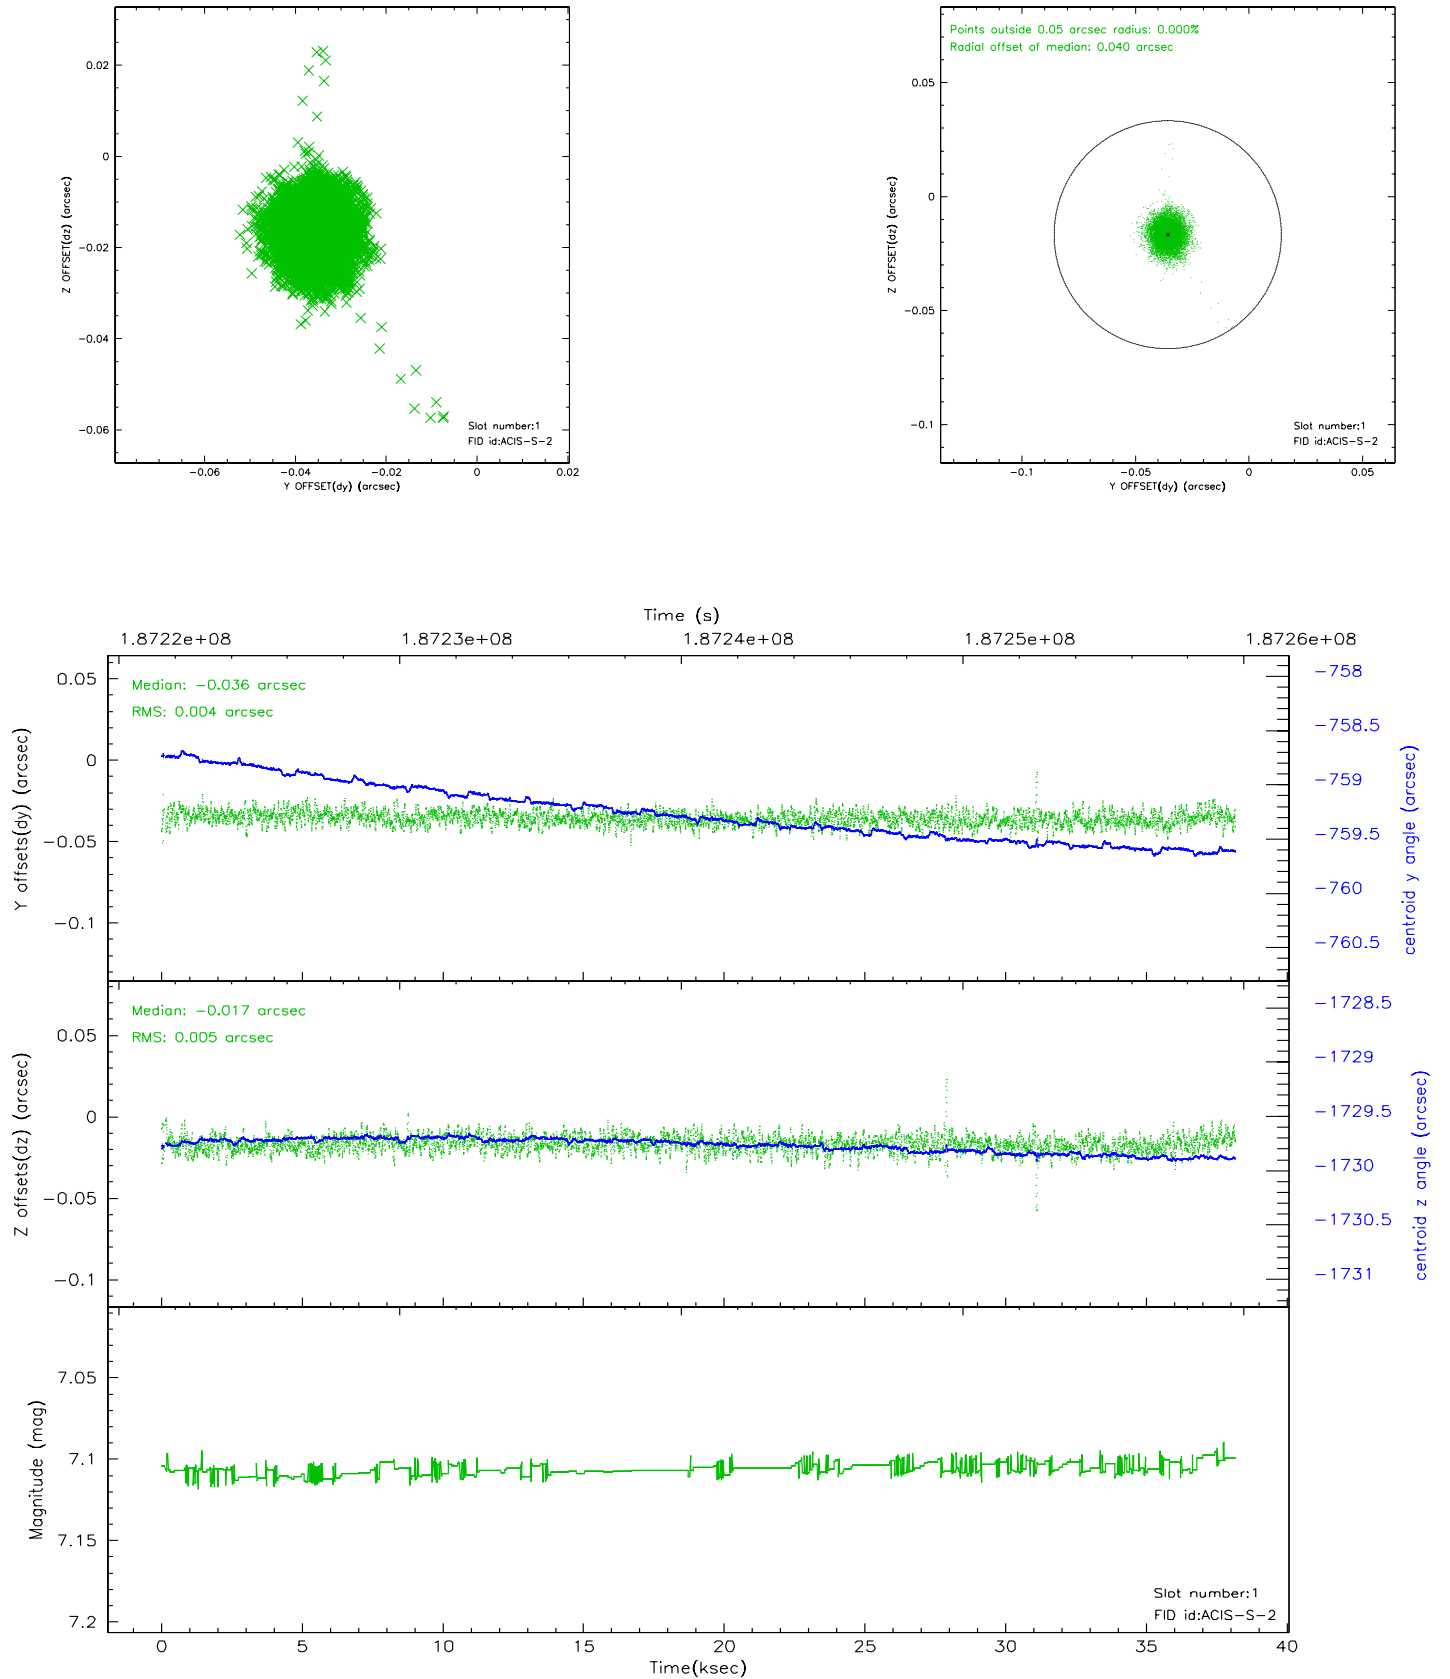 0.02
0
−0.02
−0.04
−0.06
Z OFFSET(dz) (arcsec)
−0.06
−0.04
−0.02
0
0.02
Y OFFSET(dy) (arcsec)
Slot number:1
FID id:ACIS−S−2
Points outside 0.05 arcsec radius: 0.000%
Radial offset of median: 0.040 arcsec
0.05
0
−0.05
−0.1
Z OFFSET(dz) (arcsec)
−0.1
−0.05
0
0.05
Y OFFSET(dy) (arcsec)
Slot number:1
FID id:ACIS−S−2
Time (s)
1.8722e+08
1.8723e+08
1.8724e+08
1.8725e+08
1.8726e+08
Median: −0.036 arcsec
RMS: 0.004 arcsec
0.05
0
−0.05
−0.1
Y offsets(dy) (arcsec)
−758
−758.5
−759
−759.5
−760
−760.5
centroid y angle (arcsec)
Median: −0.017 arcsec
RMS: 0.005 arcsec
0.05
0
−0.05
−0.1
Z offsets(dz) (arcsec)
−1728.5
−1729
−1729.5
−1730
−1730.5
−1731
centroid z angle (arcsec)
7.05
7.1
7.15
7.2
Magnitude (mag)
Slot number:1
FID id:ACIS−S−2
0
5
10
15
20
25
30
35
40
Time(ksec)